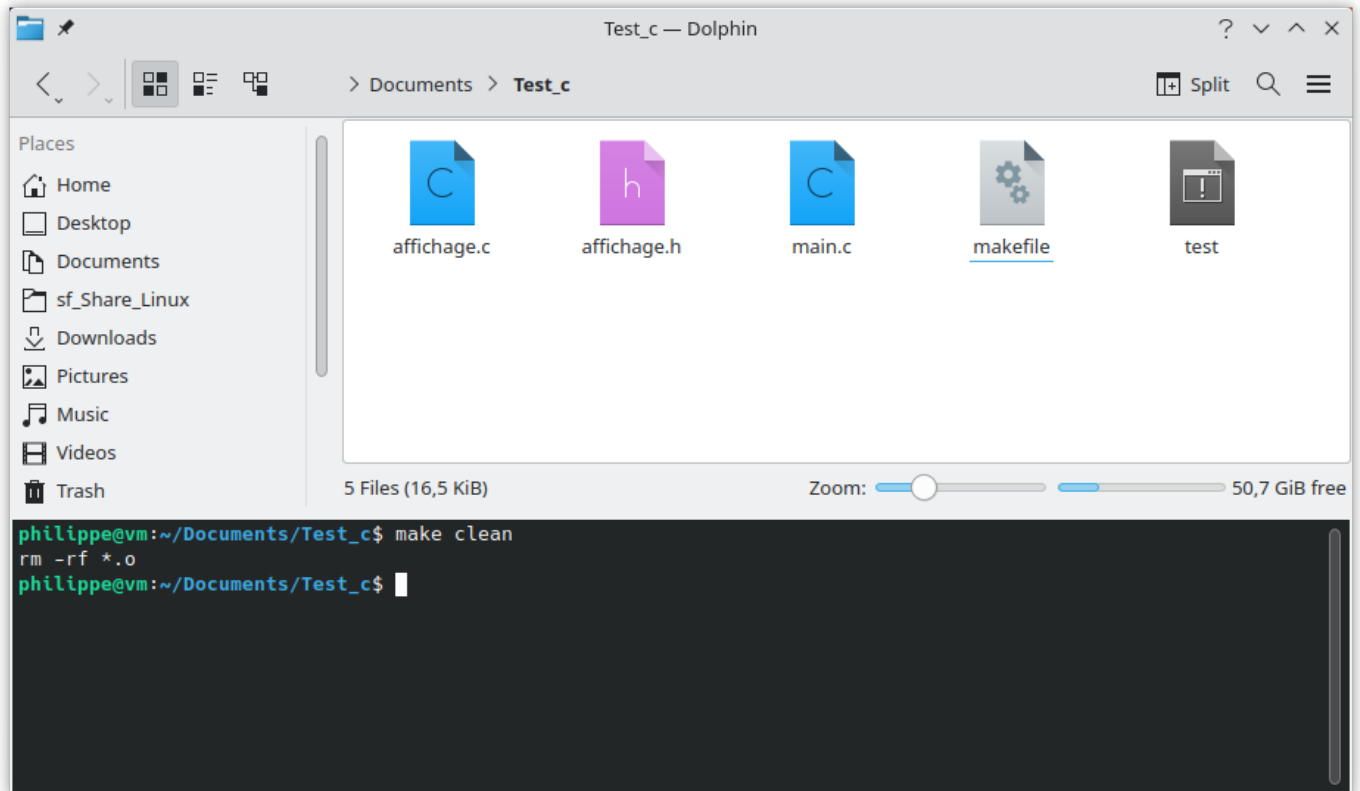 Test_c — Dolphin
Documents > Test_c
Split
Places
Home
Desktop
Documents
sf_Share_Linux
Downloads
Pictures
Music
Videos
Trash
C
h
C
affichage.c
affichage.h
main.c
makefile
test
5 Files (16,5 KiB)
Zoom:
50,7 GiB free
philippe@vm:~/Documents/Test_c$ make clean
rm -rf *.o
philippe@vm:~/Documents/Test_c$